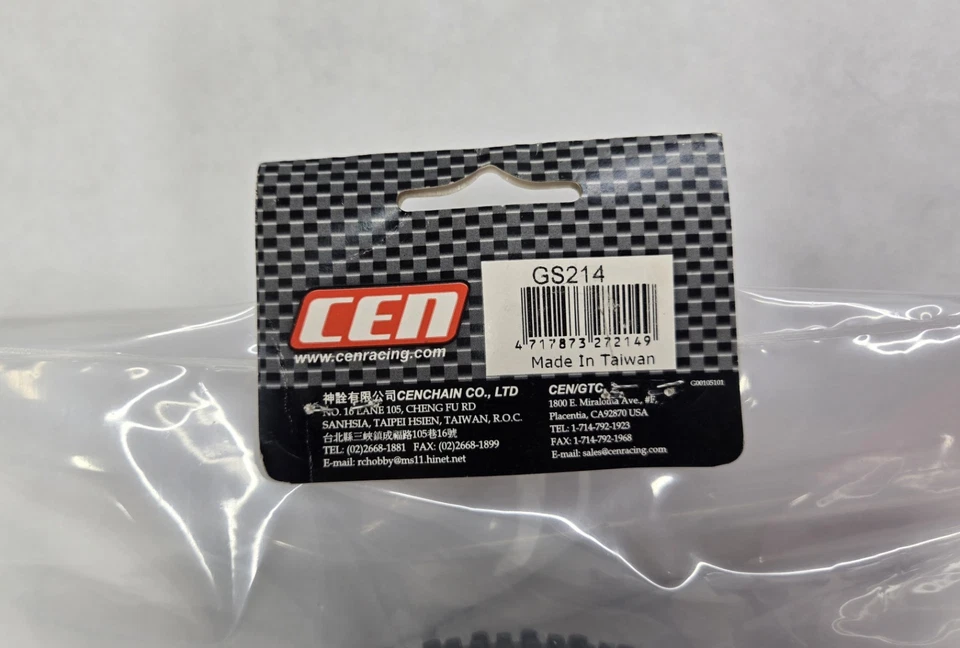 GS214
4 717873 272149
Made In Taiwan
CEN
www.cenracing.com
神詮有限公司CENCHAIN CO., LTD
NO. 16 LANE 105, CHENG FU RD
SANHSIA, TAIPEI HSIEN, TAIWAN, R.O.C.
台北縣三峽鎮成福路105巷16號
TEL: (02)2668-1881 FAX: (02)2668-1899
E-mail: rchobby@ms11.hinet.net
CEN/GTC,
1800 E. Miraloma Ave.,
Placentia, CA92870 USA
TEL: 1-714-792-1923
FAX: 1-714-792-1968
E-mail: sales@cenracing.com
G00105101